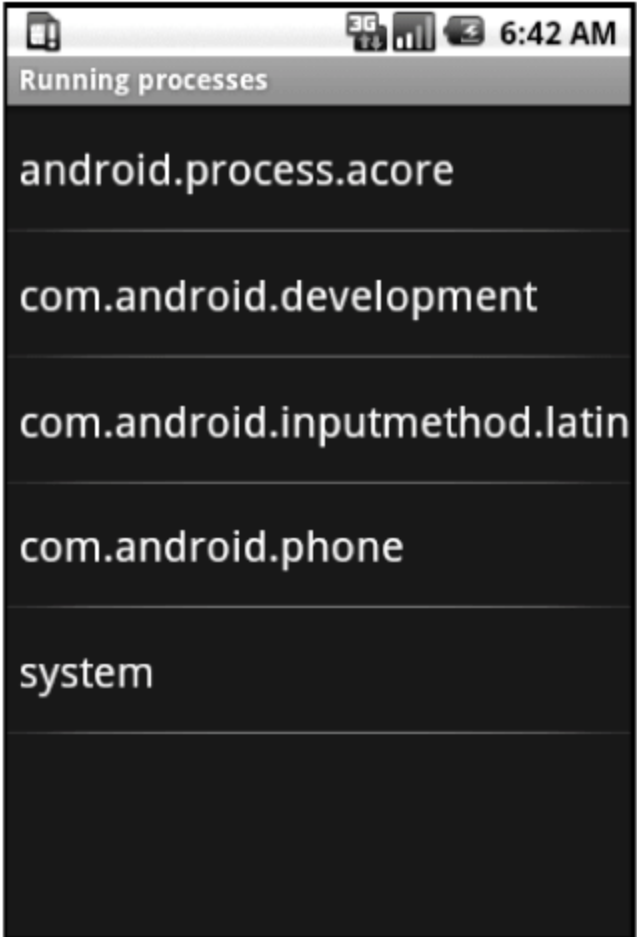 3G 6:42 AM
Running processes
android.process.acore
com.android.development
com.android.inputmethod.latin
com.android.phone
system